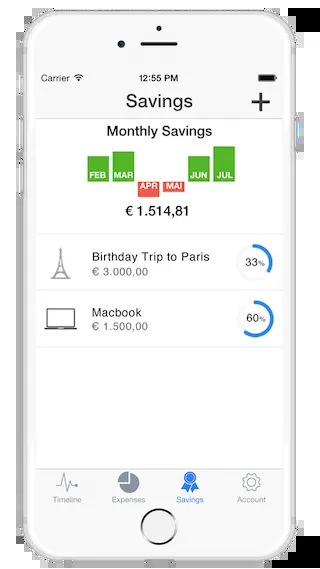 Carrier 12:55 PM
Savings +
Monthly Savings
FEB MAR APR MAI JUN JUL
€ 1.514,81
Birthday Trip to Paris
€ 3.000,00
33%
Macbook
€ 1.500,00
60%
Timeline Expenses Savings Account